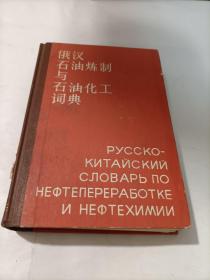 俄汉
石油炼制
与
石油化工
词典
РУССКО-
КИТАЙСКИЙ
СЛОВАРЬ ПО
НЕФТЕПЕРЕРАБОТКЕ
И НЕФТЕХИМИИ